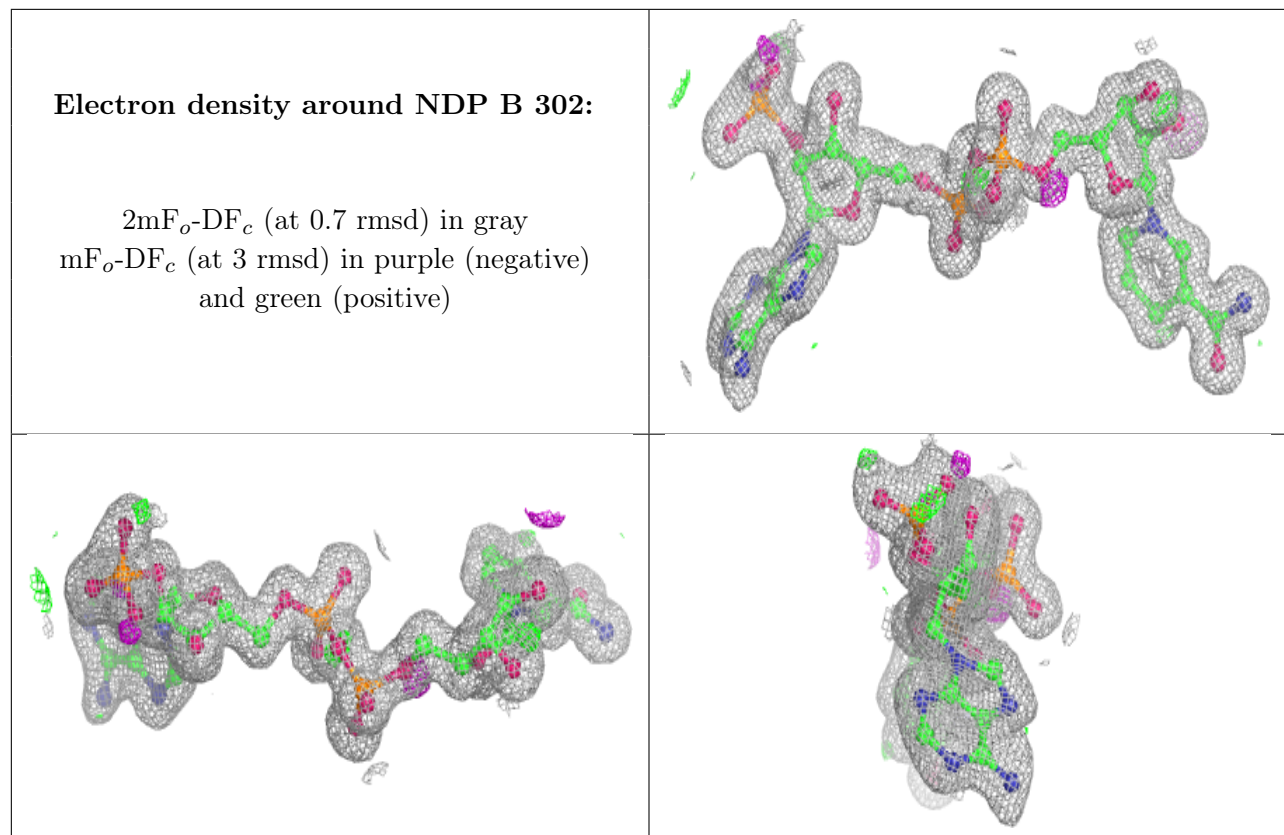 Electron density around NDP B 302:
2mFo-DFc (at 0.7 rmsd) in gray
mFo-DFc (at 3 rmsd) in purple (negative)
and green (positive)